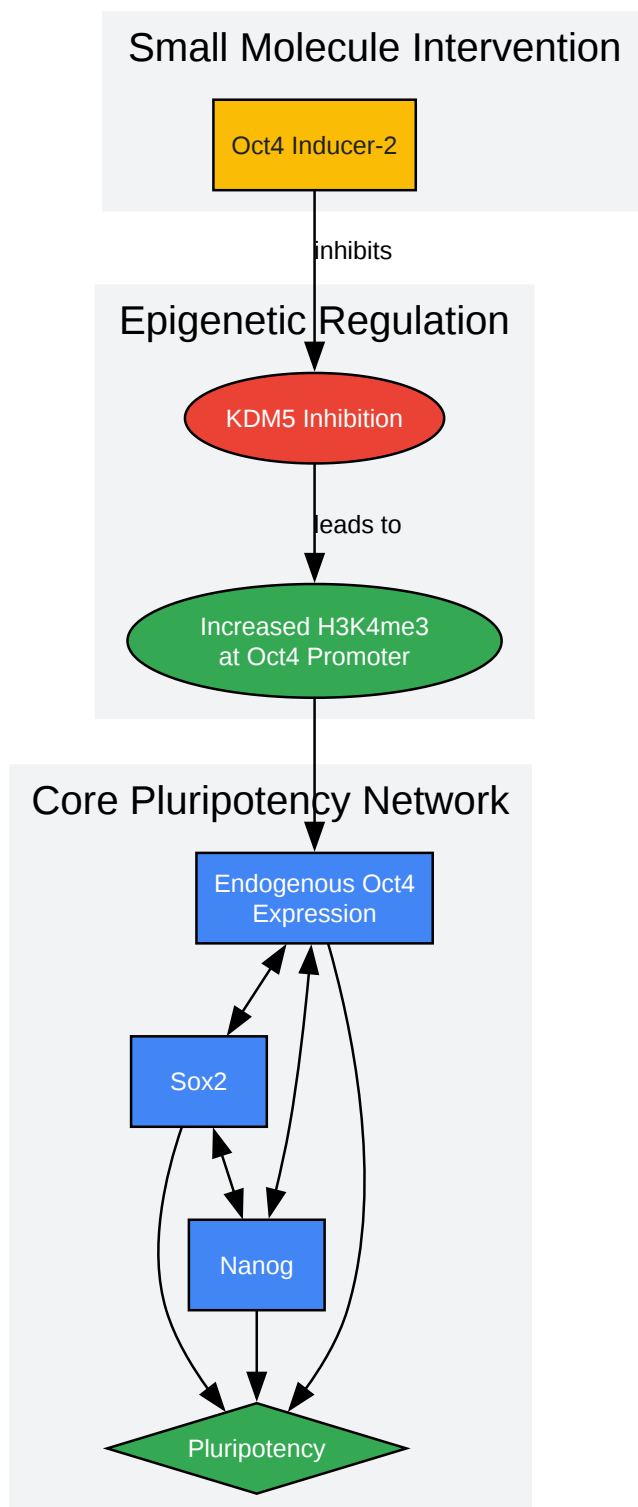 Small Molecule Intervention
Oct4 Inducer-2
inhibits
Epigenetic Regulation
KDM5 Inhibition
leads to
Increased H3K4me3
at Oct4 Promoter
Core Pluripotency Network
Endogenous Oct4
Expression
Sox2
Nanog
Pluripotency